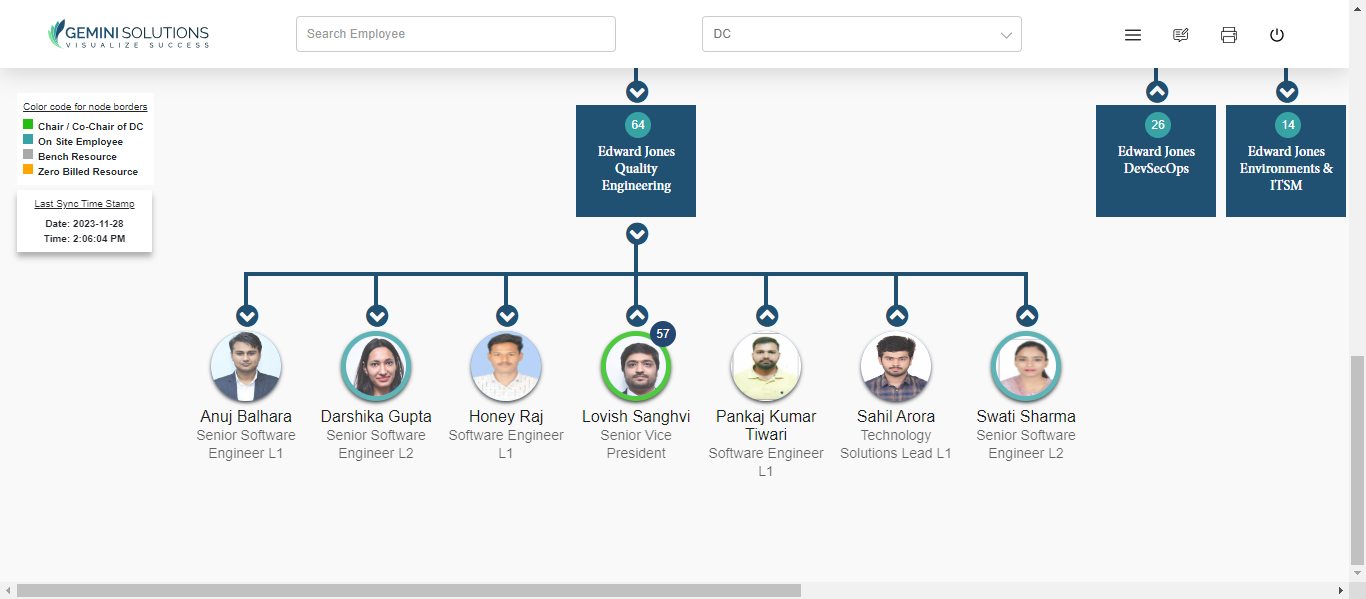 GEMINI SOLUTIONS
VISUALIZE SUCCESS
Search Employee
DC
Color code for node borders
Chair / Co-Chair of DC
On Site Employee
Bench Resource
Zero Billed Resource
Last Sync Time Stamp
Date: 2023-11-28
Time: 2:06:04 PM
64
Edward Jones
Quality
Engineering
26
Edward Jones
DevSecOps
14
Edward Jones
Environments &
ITSM
57
Anuj Balhara
Senior Software
Engineer L1
Darshika Gupta
Senior Software
Engineer L2
Honey Raj
Software Engineer
L1
Lovish Sanghvi
Senior Vice
President
Pankaj Kumar
Tiwari
Software Engineer
L1
Sahil Arora
Technology
Solutions Lead L1
Swati Sharma
Senior Software
Engineer L2